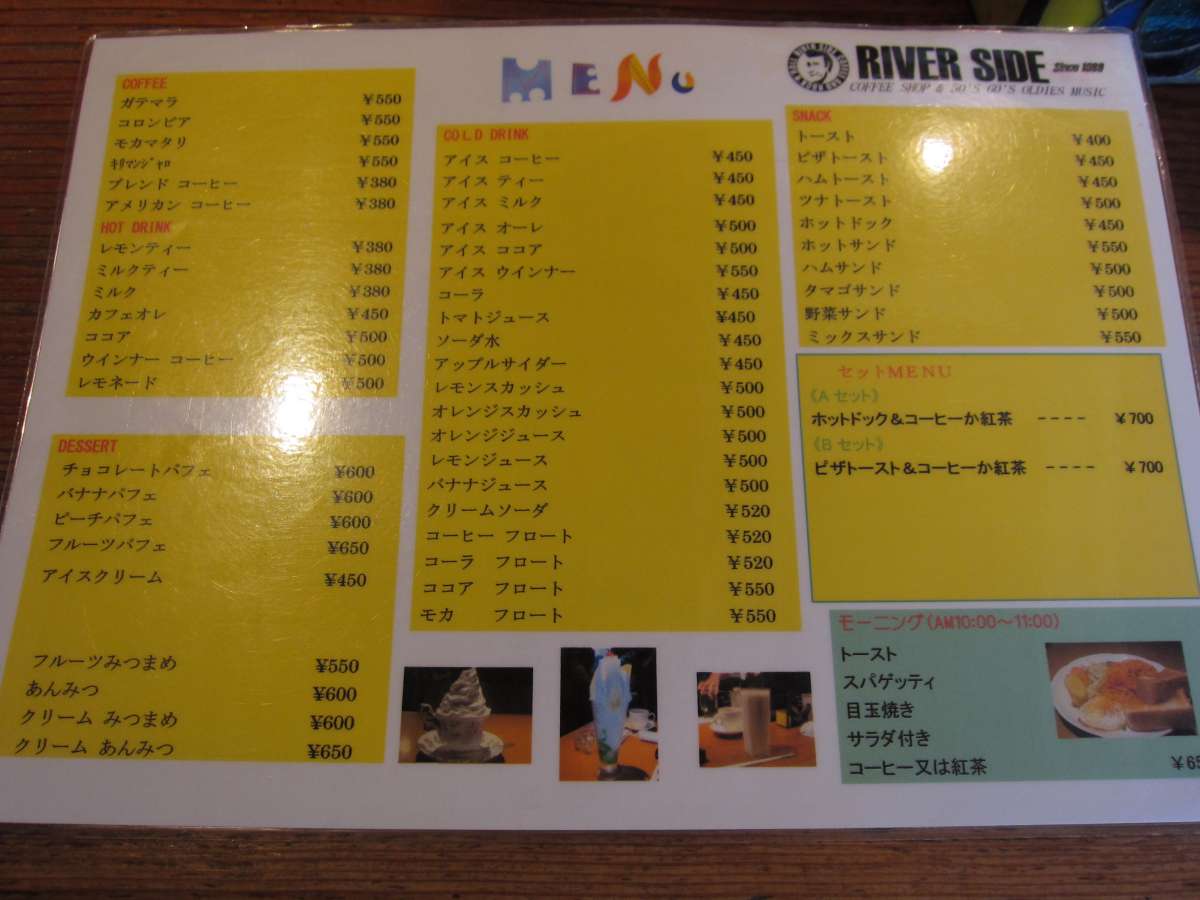 MENu
RIVER SIDE Since 1988
COFFEE SHOP & 50'S 60'S OLDIES MUSIC
COFFEE
ガテマラ ￥550
コロンビア ￥550
モカマタリ ￥550
ｷﾘﾏﾝｼﾞｬﾛ ￥550
ブレンド コーヒー ￥380
アメリカン コーヒー ￥380
HOT DRINK
レモンティー ￥380
ミルクティー ￥380
ミルク ￥380
カフェオレ ￥450
ココア ￥500
ウインナー コーヒー ￥500
レモネード ￥500
DESSERT
チョコレートパフェ ¥600
バナナパフェ ¥600
ピーチパフェ ¥600
フルーツパフェ ¥650
アイスクリーム ¥450
フルーツみつまめ ¥550
あんみつ ¥600
クリーム みつまめ ¥600
クリーム あんみつ ¥650
COLD DRINK
アイス コーヒー ￥450
アイス ティー ￥450
アイス ミルク ￥450
アイス オーレ ￥500
アイス ココア ￥500
アイス ウインナー ￥550
コーラ ￥450
トマトジュース ¥450
ソーダ水 ￥450
アップルサイダー ￥450
レモンスカッシュ ￥500
オレンジスカッシュ ￥500
オレンジジュース ￥500
レモンジュース ￥500
バナナジュース ￥500
クリームソーダ ￥520
コーヒー フロート ￥520
コーラ フロート ￥520
ココア フロート ￥550
モカ フロート ￥550
SNACK
トースト ￥400
ピザトースト ￥450
ハムトースト ￥450
ツナトースト ￥500
ホットドック ￥450
ホットサンド ￥550
ハムサンド ￥500
タマゴサンド ￥500
野菜サンド ￥500
ミックスサンド ￥550
セットMENU
《A セット》
ホットドック＆コーヒーか紅茶 ---- ￥700
《B セット》
ピザトースト＆コーヒーか紅茶 ---- ￥700
モーニング(AM10:00～11:00)
トースト
スパゲッティ
目玉焼き
サラダ付き
コーヒー又は紅茶 ￥65